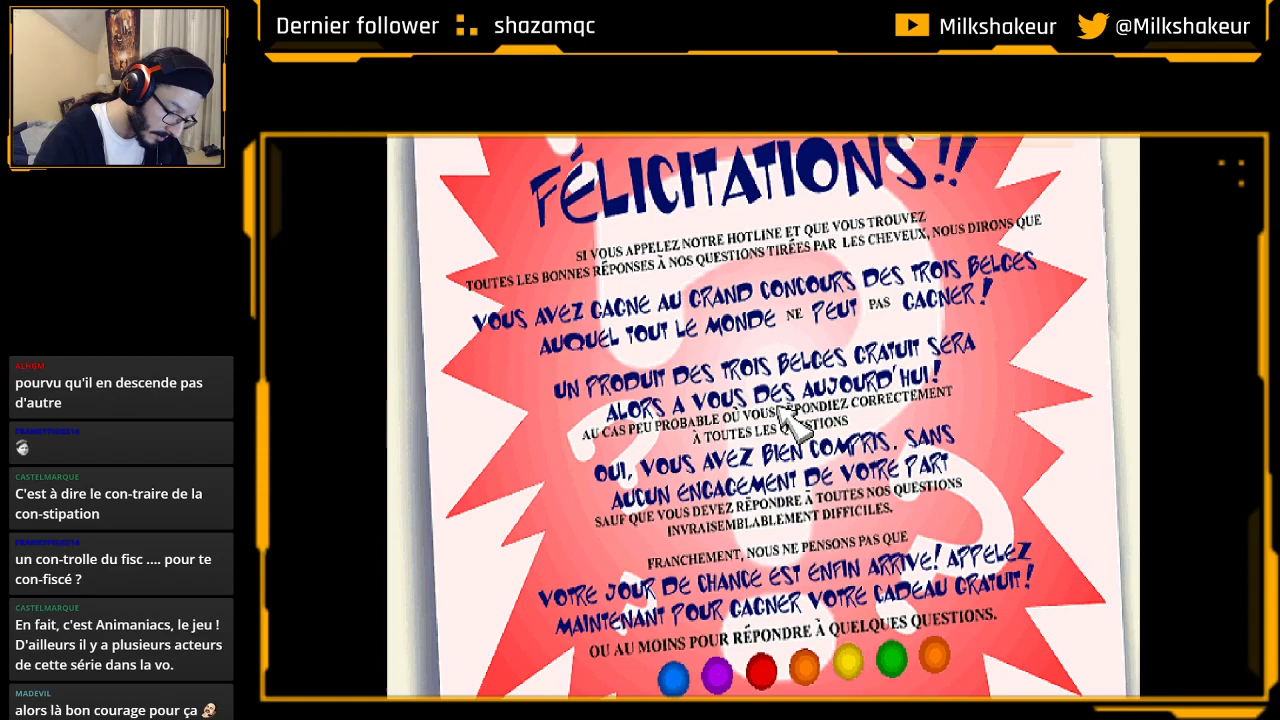 Dernier follower shazamqc Milkshakeur @Milkshakeur
FÉLICITATIONS!!
SI VOUS APPELEZ NOTRE HOTLINE ET QUE VOUS TROUVEZ
TOUTES LES BONNES RÉPONSES À NOS QUESTIONS TIRÉES PAR LES CHEVEUX, NOUS DIRONS QUE
VOUS AVEZ GAGNE AU GRAND CONCOURS DES TROIS BELGES
AUQUEL TOUT LE MONDE NE PEUT PAS GAGNER!
UN PRODUIT DES TROIS BELGES GRATUIT SERA
ALORS A VOUS DES AUJOURD'HUI!
AU CAS PEU PROBABLE OÙ VOUS RÉPONDIEZ CORRECTEMENT
À TOUTES LES QUESTIONS
OUI, VOUS AVEZ BIEN COMPRIS. SANS
AUCUN ENGAGEMENT DE VOTRE PART
SAUF QUE VOUS DEVEZ RÉPONDRE À TOUTES NOS QUESTIONS
INVRAISEMBLABLEMENT DIFFICILES.
FRANCHEMENT, NOUS NE PENSONS PAS QUE
VOTRE JOUR DE CHANCE EST ENFIN ARRIVE! APPELEZ
MAINTENANT POUR GAGNER VOTRE CADEAU GRATUIT!
OU AU MOINS POUR RÉPONDRE À QUELQUES QUESTIONS.
ALHGM
pourvu qu'il en descende pas
d'autre
CASTELMARQUE
C'est à dire le con-traire de la
con-stipation
un con-trolle du fisc .... pour te
con-fiscé ?
CASTELMARQUE
En fait, c'est Animaniacs, le jeu !
D'ailleurs il y a plusieurs acteurs
de cette série dans la vo.
MADEVIL
alors là bon courage pour ça